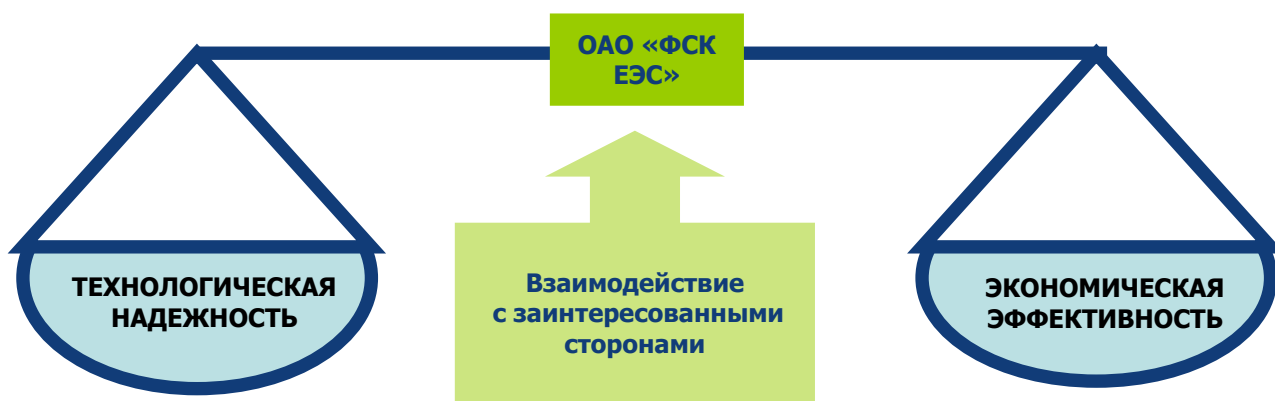 ОАО «ФСК
ЕЭС»
ТЕХНОЛОГИЧЕСКАЯ
НАДЕЖНОСТЬ
Взаимодействие
с заинтересованными
сторонами
ЭКОНОМИЧЕСКАЯ
ЭФФЕКТИВНОСТЬ